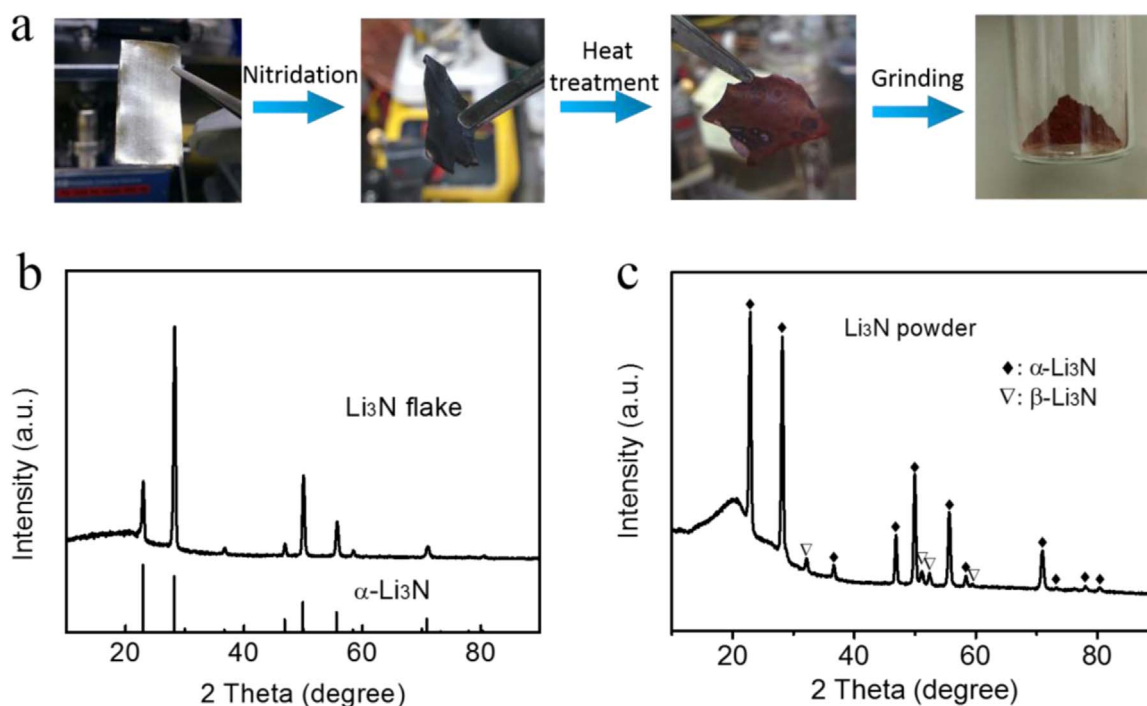 a
Nitridation
Heat
treatment
Grinding
b
Intensity (a.u.)
Li₃N flake
α-Li₃N
20
40
60
80
2 Theta (degree)
c
Intensity (a.u.)
Li₃N powder
♦: α-Li₃N
▽: β-Li₃N
20
40
60
80
2 Theta (degree)